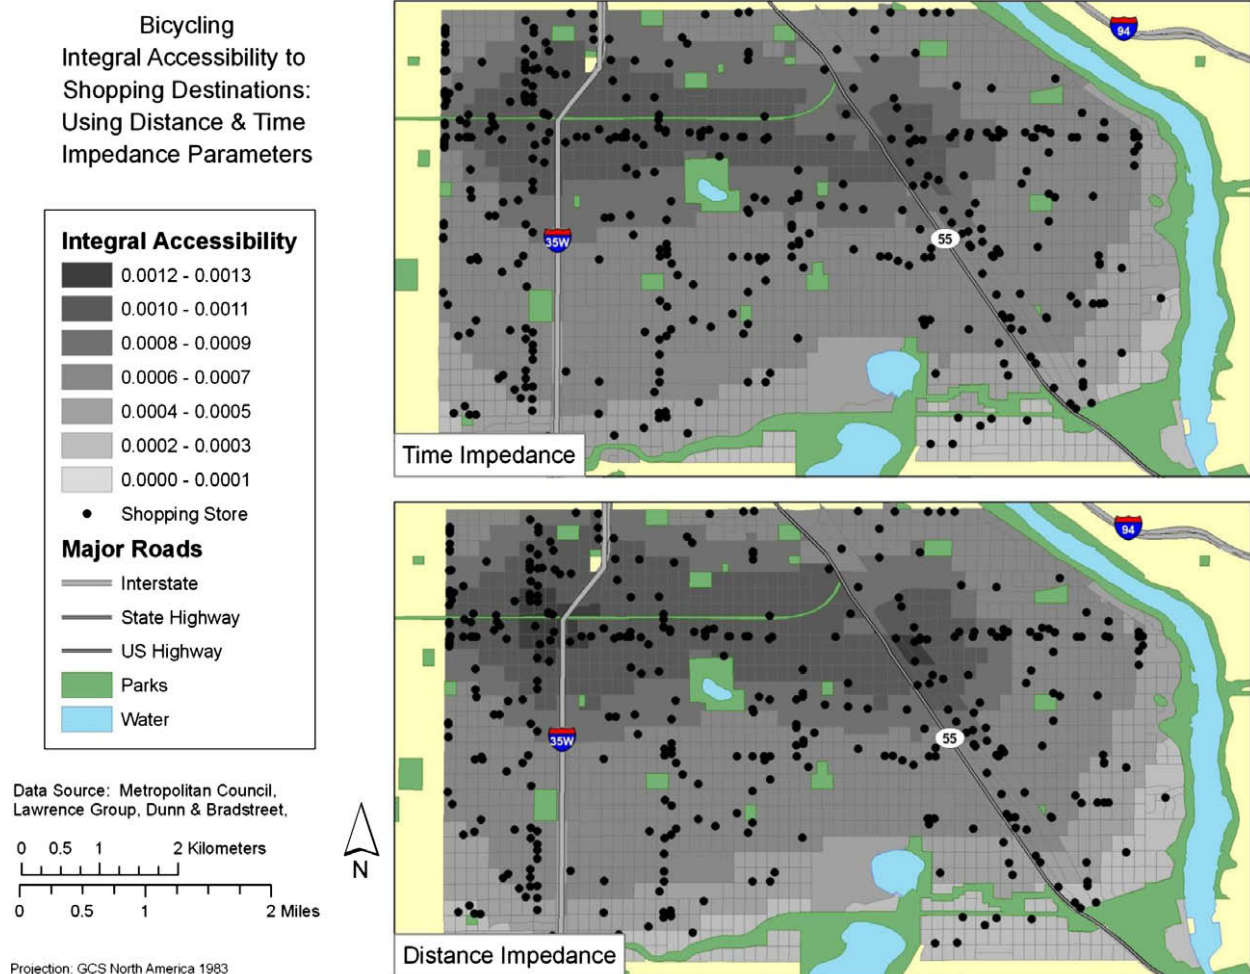 Bicycling
Integral Accessibility to
Shopping Destinations:
Using Distance & Time
Impedance Parameters
Integral Accessibility
0.0012 - 0.0013
0.0010 - 0.0011
0.0008 - 0.0009
0.0006 - 0.0007
0.0004 - 0.0005
0.0002 - 0.0003
0.0000 - 0.0001
Shopping Store
Major Roads
Interstate
State Highway
US Highway
Parks
Water
Data Source: Metropolitan Council,
Lawrence Group, Dunn & Bradstreet,
0 0.5 1 2 Kilometers
0 0.5 1 2 Miles
N
Projection: GCS North America 1983
94
35W
55
Time Impedance
94
35W
55
Distance Impedance